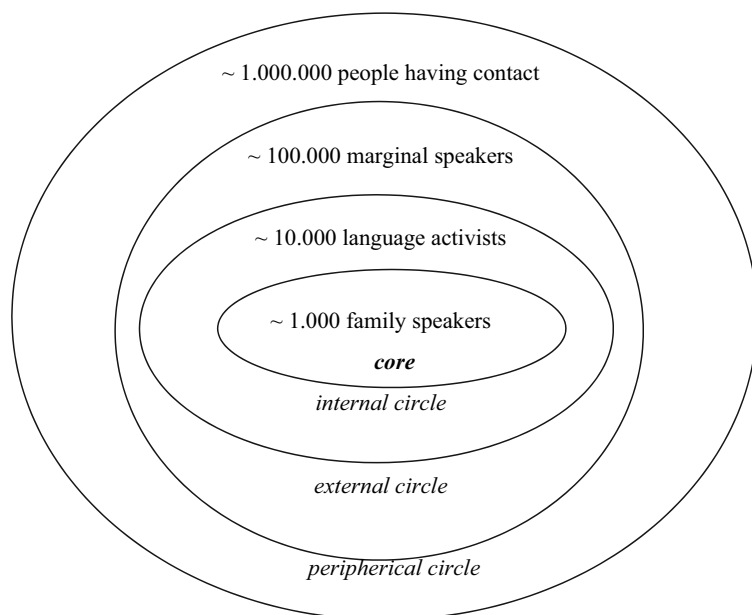 ~ 1.000.000 people having contact
~ 100.000 marginal speakers
~ 10.000 language activists
~ 1.000 family speakers
core
internal circle
external circle
peripherical circle